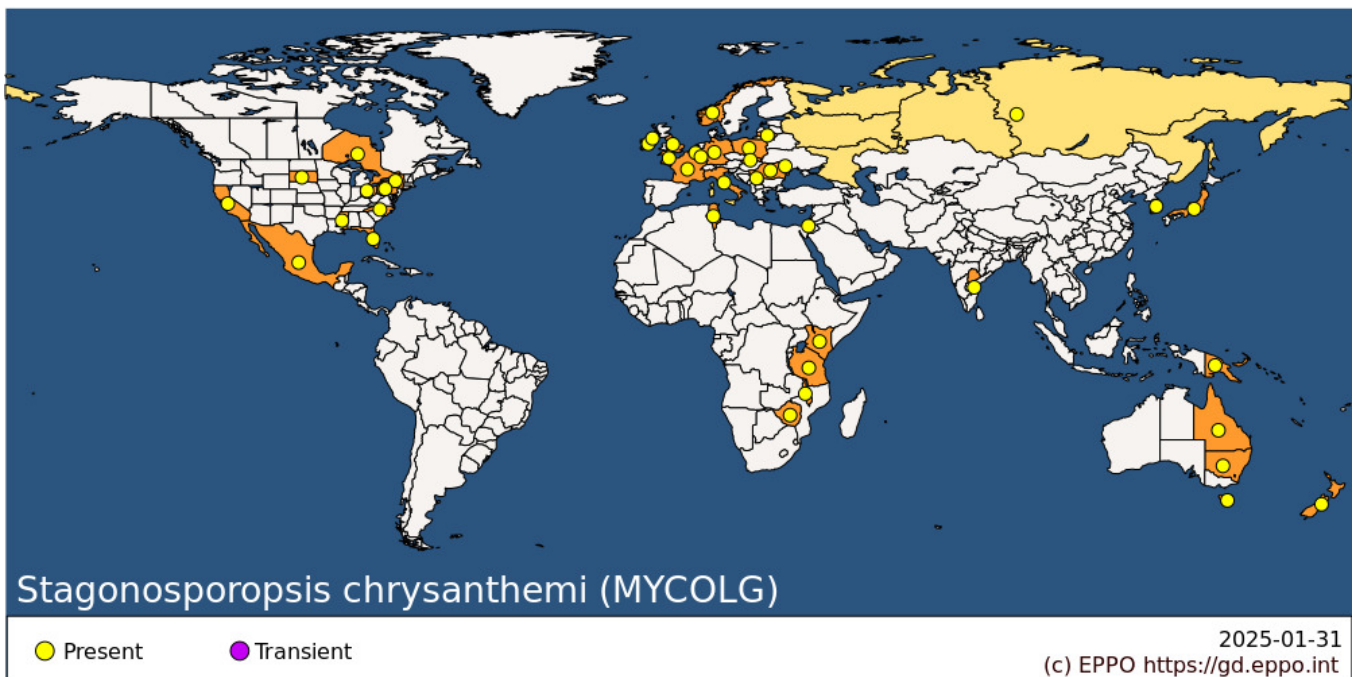 Stagonosporopsis chrysanthemi (MYCOLG)
Present
Transient
2025-01-31
(c) EPPO https://gd.eppo.int